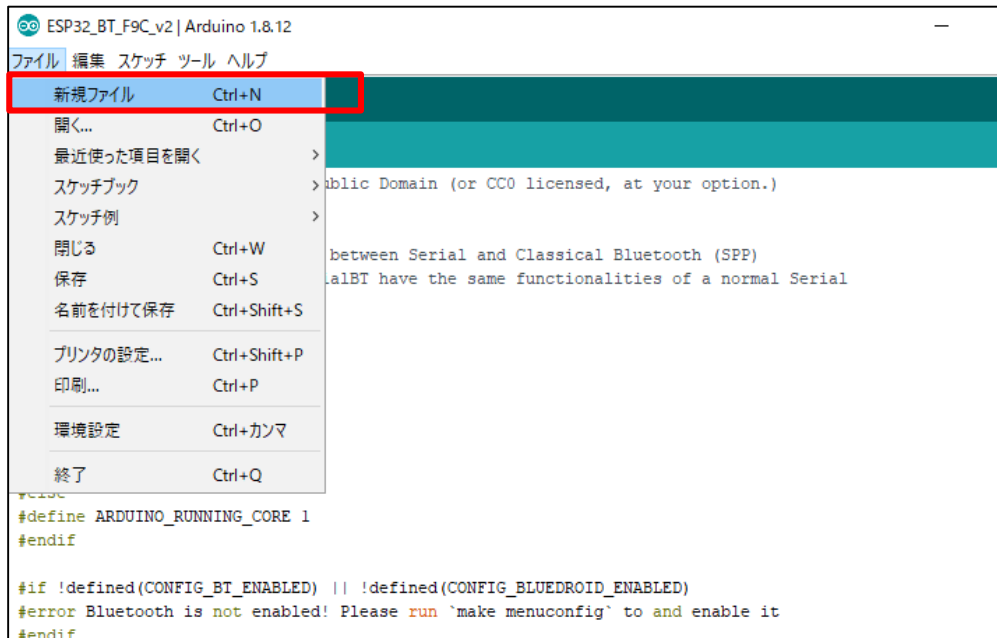 ESP32_BT_F9C_v2 | Arduino 1.8.12
ファイル 編集 スケッチ ツール ヘルプ
新規ファイル Ctrl+N
開く... Ctrl+O
最近使った項目を開く >
スケッチブック >
スケッチ例 >
閉じる Ctrl+W
保存 Ctrl+S
名前を付けて保存 Ctrl+Shift+S
プリンタの設定... Ctrl+Shift+P
印刷... Ctrl+P
環境設定 Ctrl+カンマ
終了 Ctrl+Q
Domain (or CC0 licensed, at your option.)
between Serial and Classical Bluetooth (SPP)
have the same functionalities of a normal Serial
#define ARDUINO_RUNNING_CORE 1
#endif
#if !defined(CONFIG_BT_ENABLED) || !defined(CONFIG_BLUEDROID_ENABLED)
#error Bluetooth is not enabled! Please run `make menuconfig` to and enable it
#endif